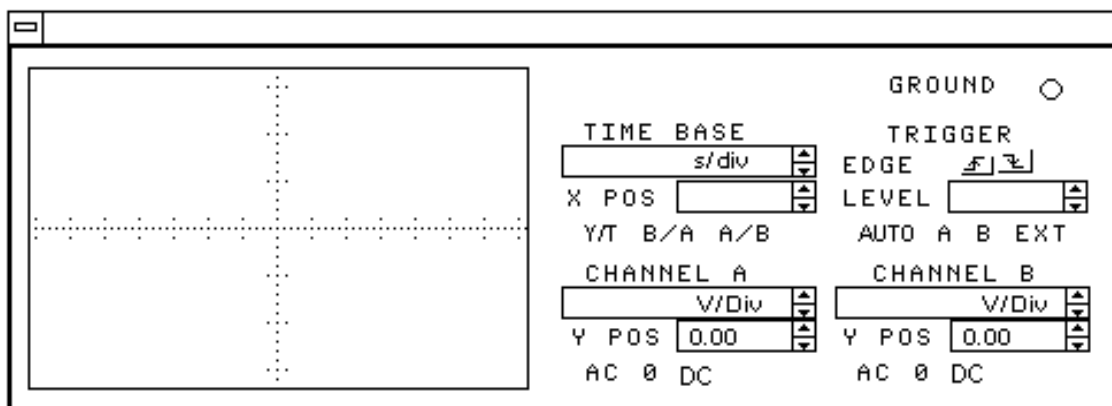 GROUND
TIME BASE
TRIGGER
s/div
EDGE
X POS
LEVEL
Y/T B/A A/B
AUTO A B EXT
CHANNEL A
CHANNEL B
V/Div
V/Div
Y POS 0.00
Y POS 0.00
AC 0 DC
AC 0 DC